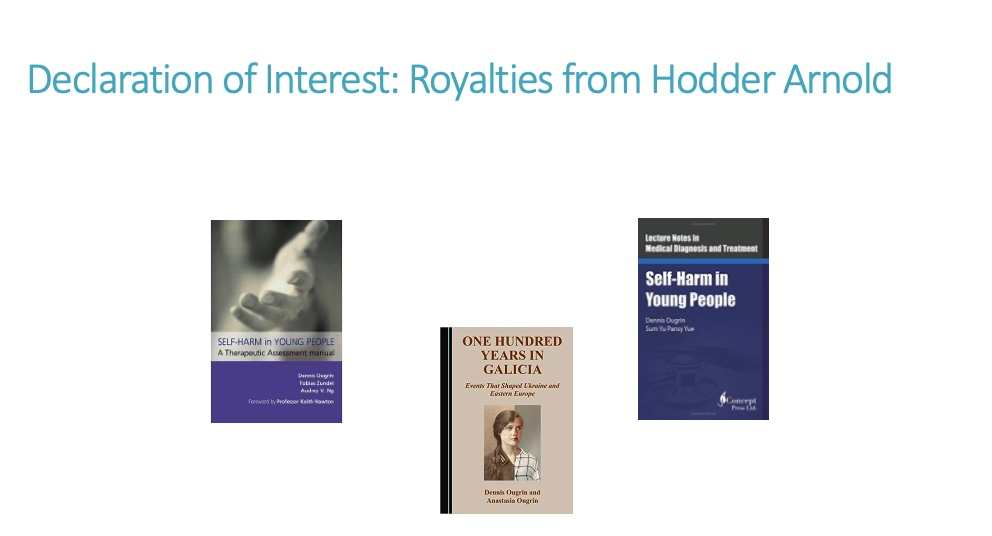 Declaration of Interest: Royalties from Hodder Arnold
SELF-HARM in YOUNG PEOPLE
A Therapeutic Assessment manual
Dennis Ougrin
Tobias Zundel
Audrey V. Ng
Foreword by Professor Keith Hawton
ONE HUNDRED
YEARS IN
GALICIA
Events That Shaped Ukraine and
Eastern Europe
Dennis Ougrin and
Anastasia Ougrin
Lecture Notes in
Medical Diagnosis and Treatment
Self-Harm in
Young People
Dennis Ougrin
Sum Yu Pansy Yue
iConcept
Press Ltd.